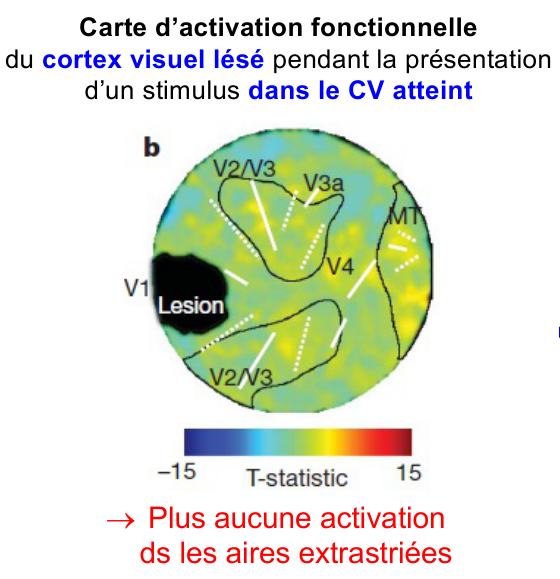 Carte d’activation fonctionnelle
du cortex visuel lésé pendant la présentation
d’un stimulus dans le CV atteint
b
V2/V3
V3a
MT
V4
V1
Lesion
V2/V3
–15
T-statistic
15
→ Plus aucune activation
ds les aires extrastriées